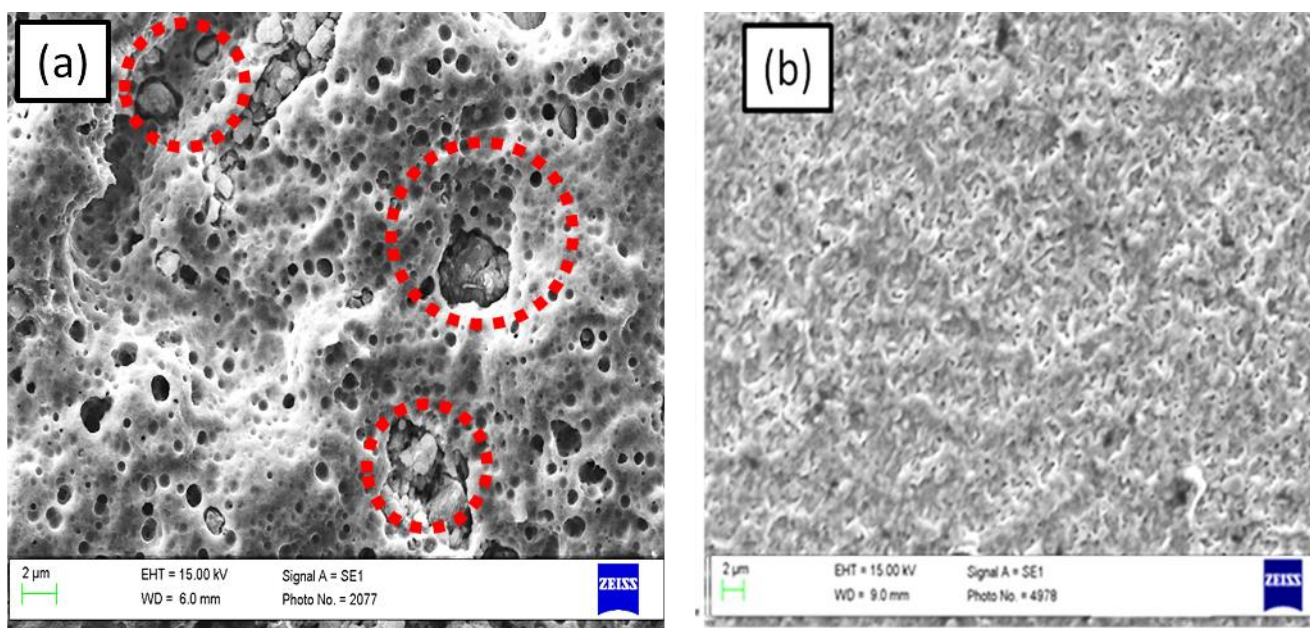 (a)
(b)
2 µm
EHT = 15.00 kV
Signal A = SE1
WD = 6.0 mm
Photo No. = 2077
ZEISS
2 µm
EHT = 15.00 kV
Signal A = SE1
WD = 9.0 mm
Photo No. = 4978
ZEISS